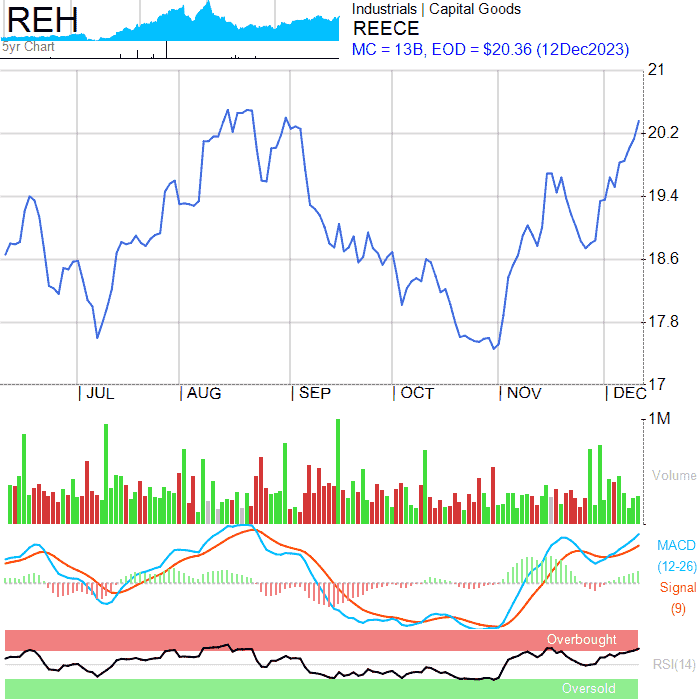 REH
5yr Chart
Industrials | Capital Goods
REECE
MC = 13B, EOD = $20.36 (12Dec2023)
21
20.2
19.4
18.6
17.8
17
| JUL | AUG | SEP | OCT | NOV | DEC
1M
Volume
MACD
(12-26)
Signal
(9)
Overbought
RSI(14)
Oversold